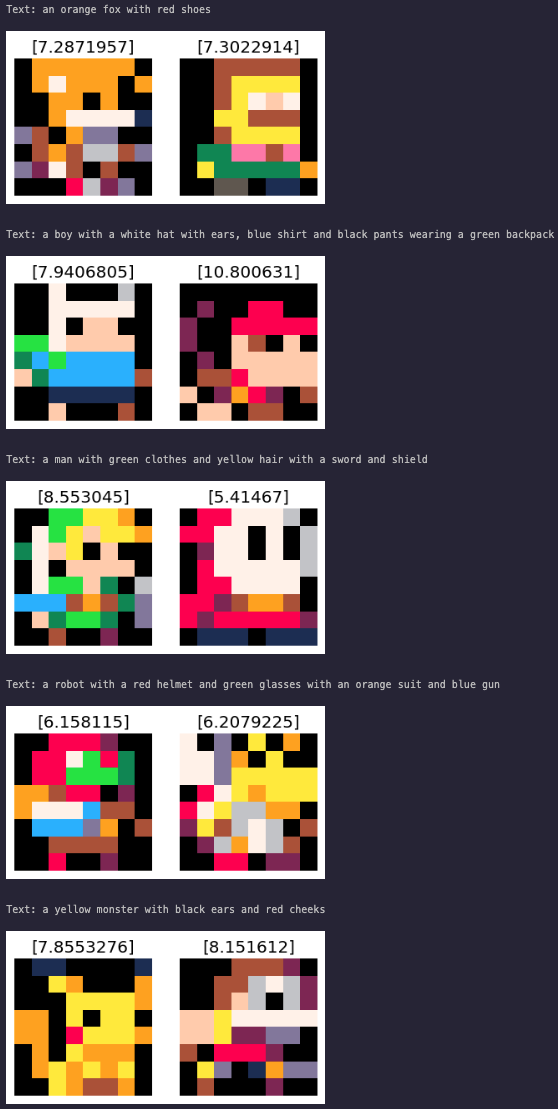 Text: an orange fox with red shoes
[7.2871957] [7.3022914]
Text: a boy with a white hat with ears, blue shirt and black pants wearing a green backpack
[7.9406805] [10.800631]
Text: a man with green clothes and yellow hair with a sword and shield
[8.553045] [5.41467]
Text: a robot with a red helmet and green glasses with an orange suit and blue gun
[6.158115] [6.2079225]
Text: a yellow monster with black ears and red cheeks
[7.8553276] [8.151612]